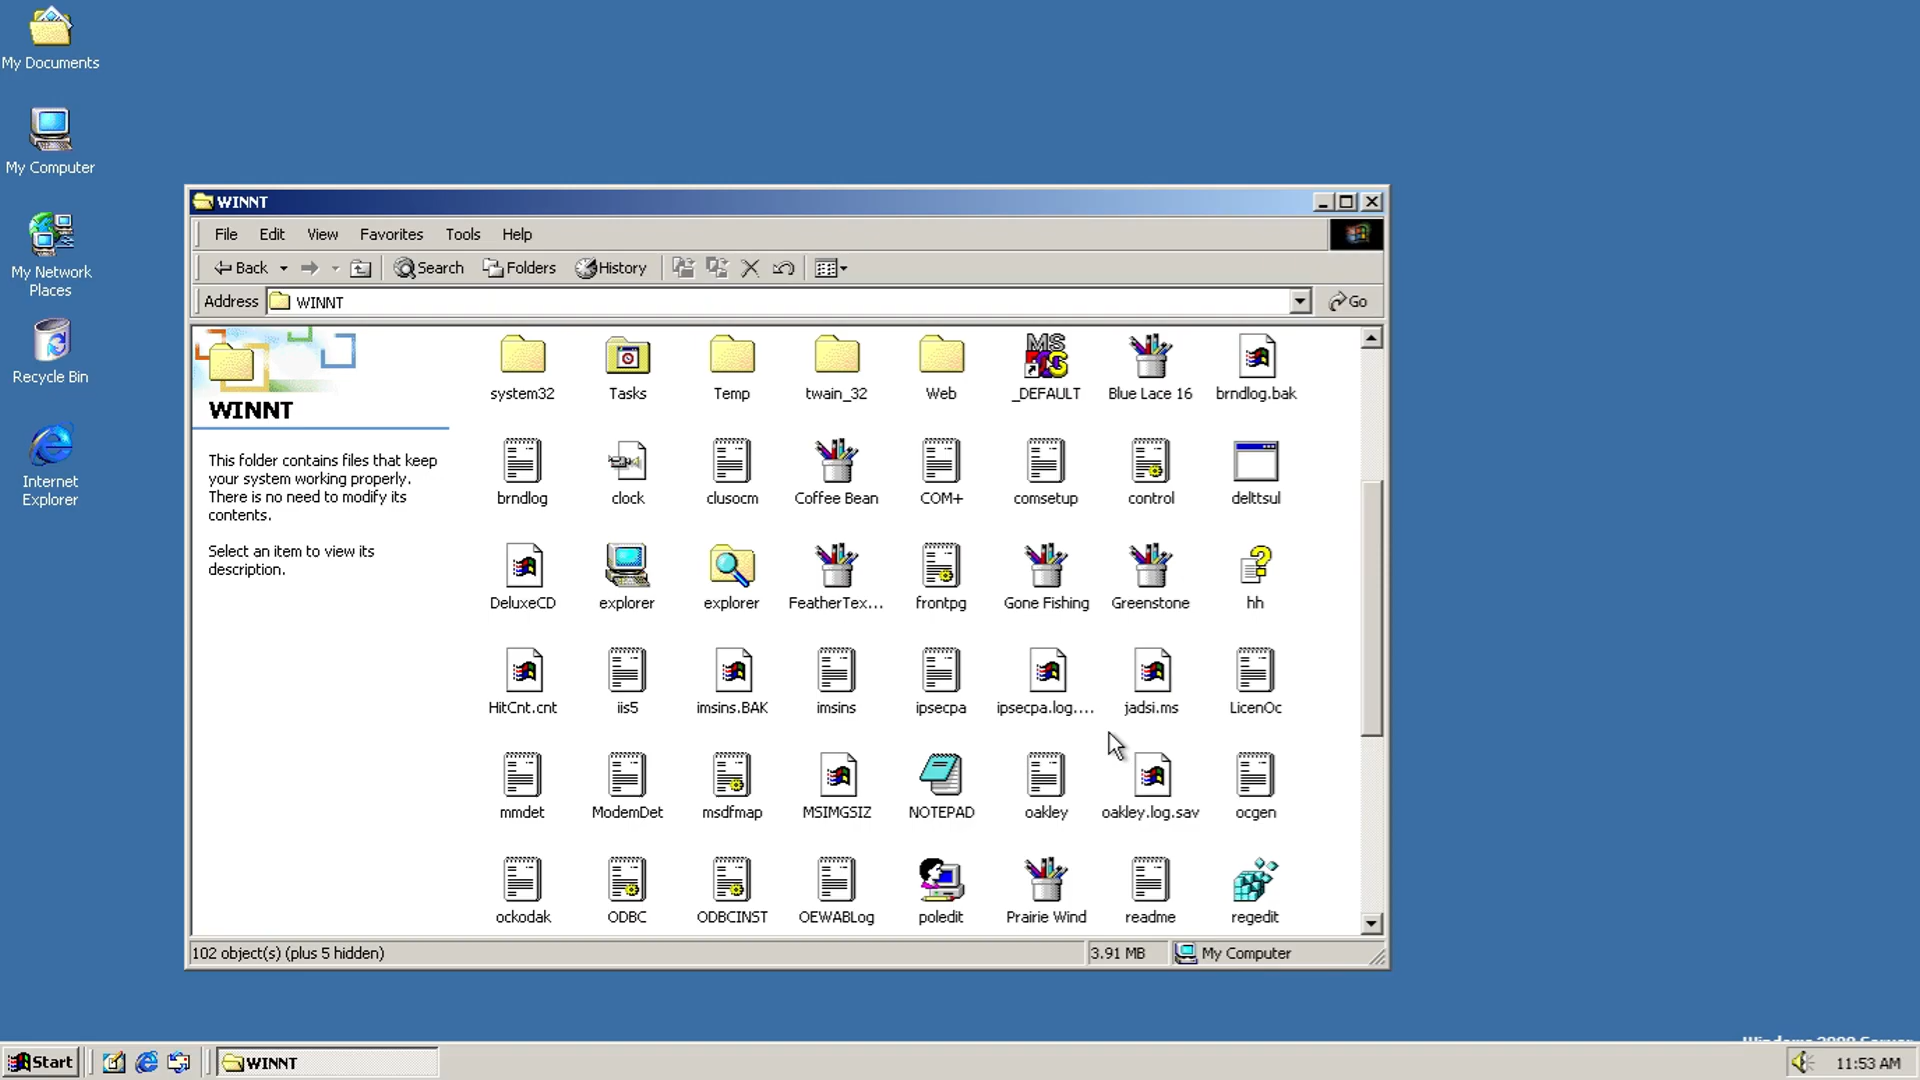 My Documents
My Computer
My Network
Places
Recycle Bin
Internet
Explorer
WINNT
File Edit View Favorites Tools Help
Back Search Folders History
Address WINNT Go
WINNT
This folder contains files that keep
your system working properly.
There is no need to modify its
contents.
Select an item to view its
description.
system32 Tasks Temp twain_32 Web _DEFAULT Blue Lace 16 brndlog.bak
brndlog clock clusocm Coffee Bean COM+ comsetup control delttsul
DeluxeCD explorer explorer FeatherTex... frontpg Gone Fishing Greenstone hh
HitCnt.cnt iis5 imsins.BAK imsins ipsecpa ipsecpa.log.... jadsi.ms LicenOc
mmdet ModemDet msdfmap MSIMGSIZ NOTEPAD oakley oakley.log.sav ocgen
ockodak ODBC ODBCINST OEWABLog poledit Prairie Wind readme regedit
102 object(s) (plus 5 hidden) 3.91 MB My Computer
Start WINNT 11:53 AM